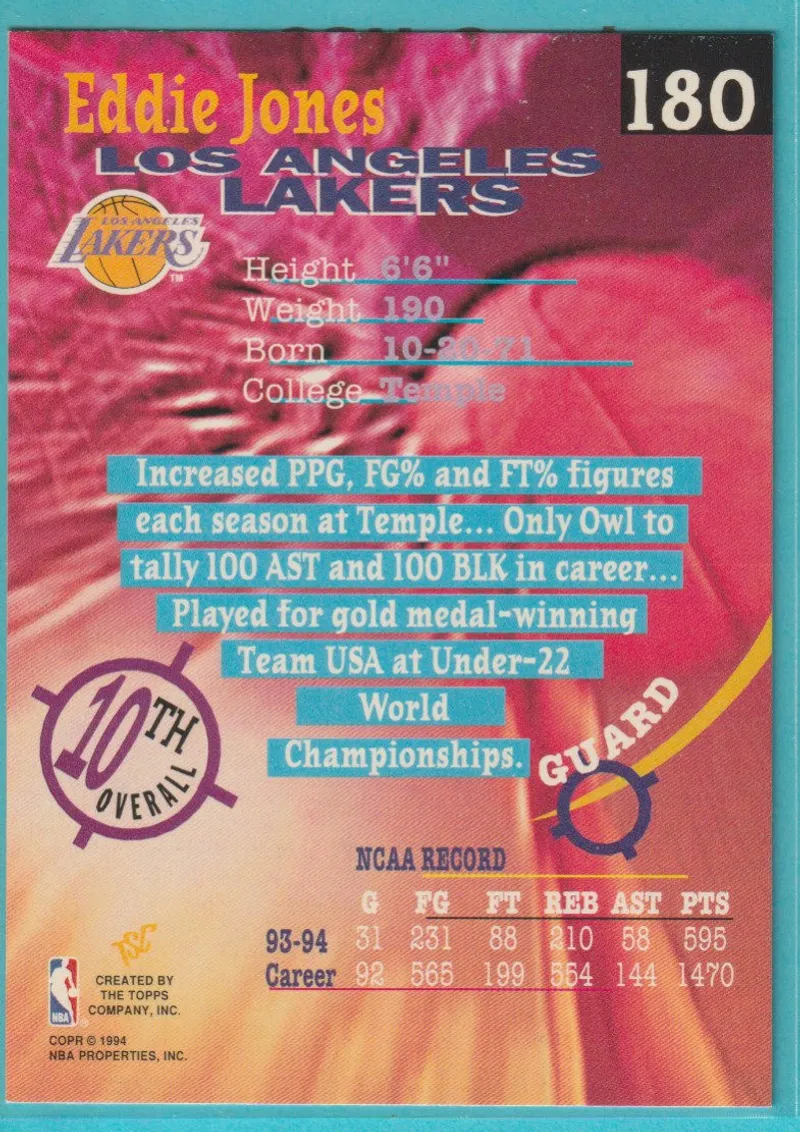 180
Eddie Jones
LOS ANGELES
LAKERS
LOS ANGELES
LAKERS
TM
Height 6'6"
Weight 190
Born 10-20-71
College Temple
Increased PPG, FG% and FT% figures
each season at Temple... Only Owl to
tally 100 AST and 100 BLK in career...
Played for gold medal-winning
Team USA at Under-22
World
Championships.
10TH
OVERALL
GUARD
NCAA RECORD
G FG FT REB AST PTS
93-94 31 231 88 210 58 595
Career 92 565 199 554 144 1470
TSC
NBA
CREATED BY
THE TOPPS
COMPANY, INC.
COPR © 1994
NBA PROPERTIES, INC.